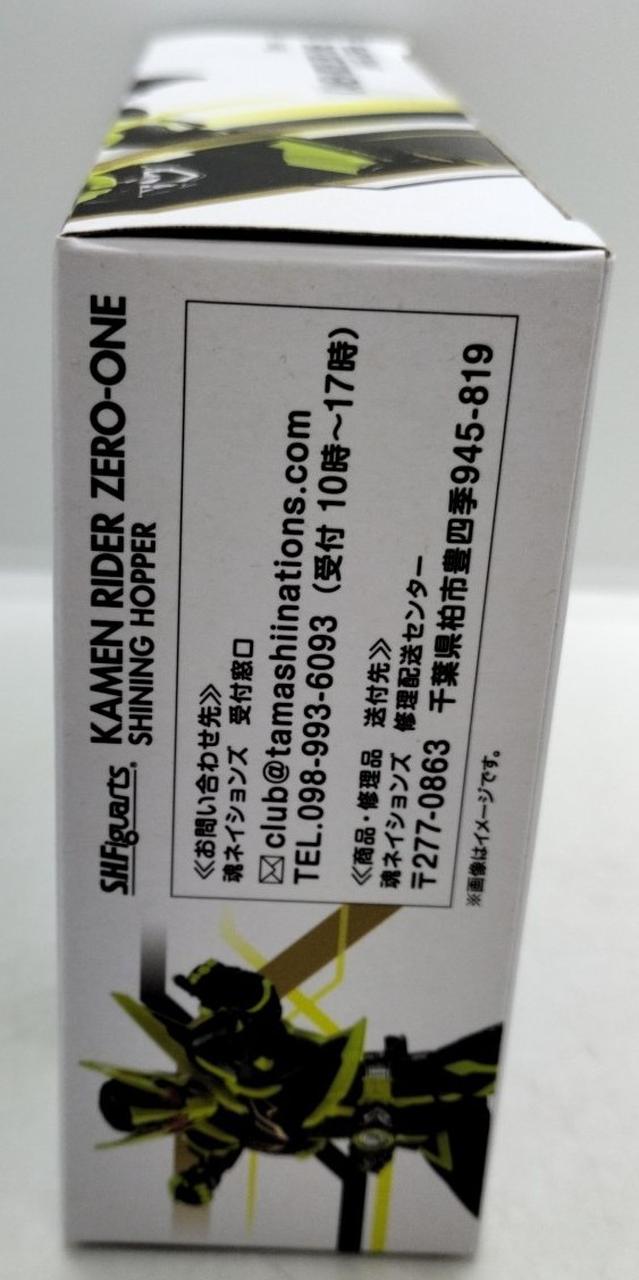 S.H.Figuarts
KAMEN RIDER ZERO-ONE
SHINING HOPPER
≪お問い合わせ先≫
魂ネイションズ 受付窓口
✉ club@tamashiinations.com
TEL.098-993-6093（受付 10時～17時）
≪商品・修理品 送付先≫
魂ネイションズ 修理配送センター
〒277-0863 千葉県柏市豊四季945-819
※画像はイメージです。